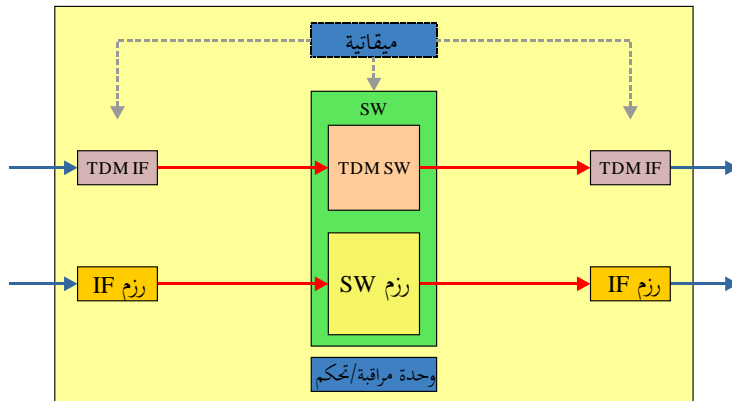 ميقاتية
SW
TDM IF
TDM SW
TDM IF
رزم IF
رزم SW
رزم IF
وحدة مراقبة/تحكم